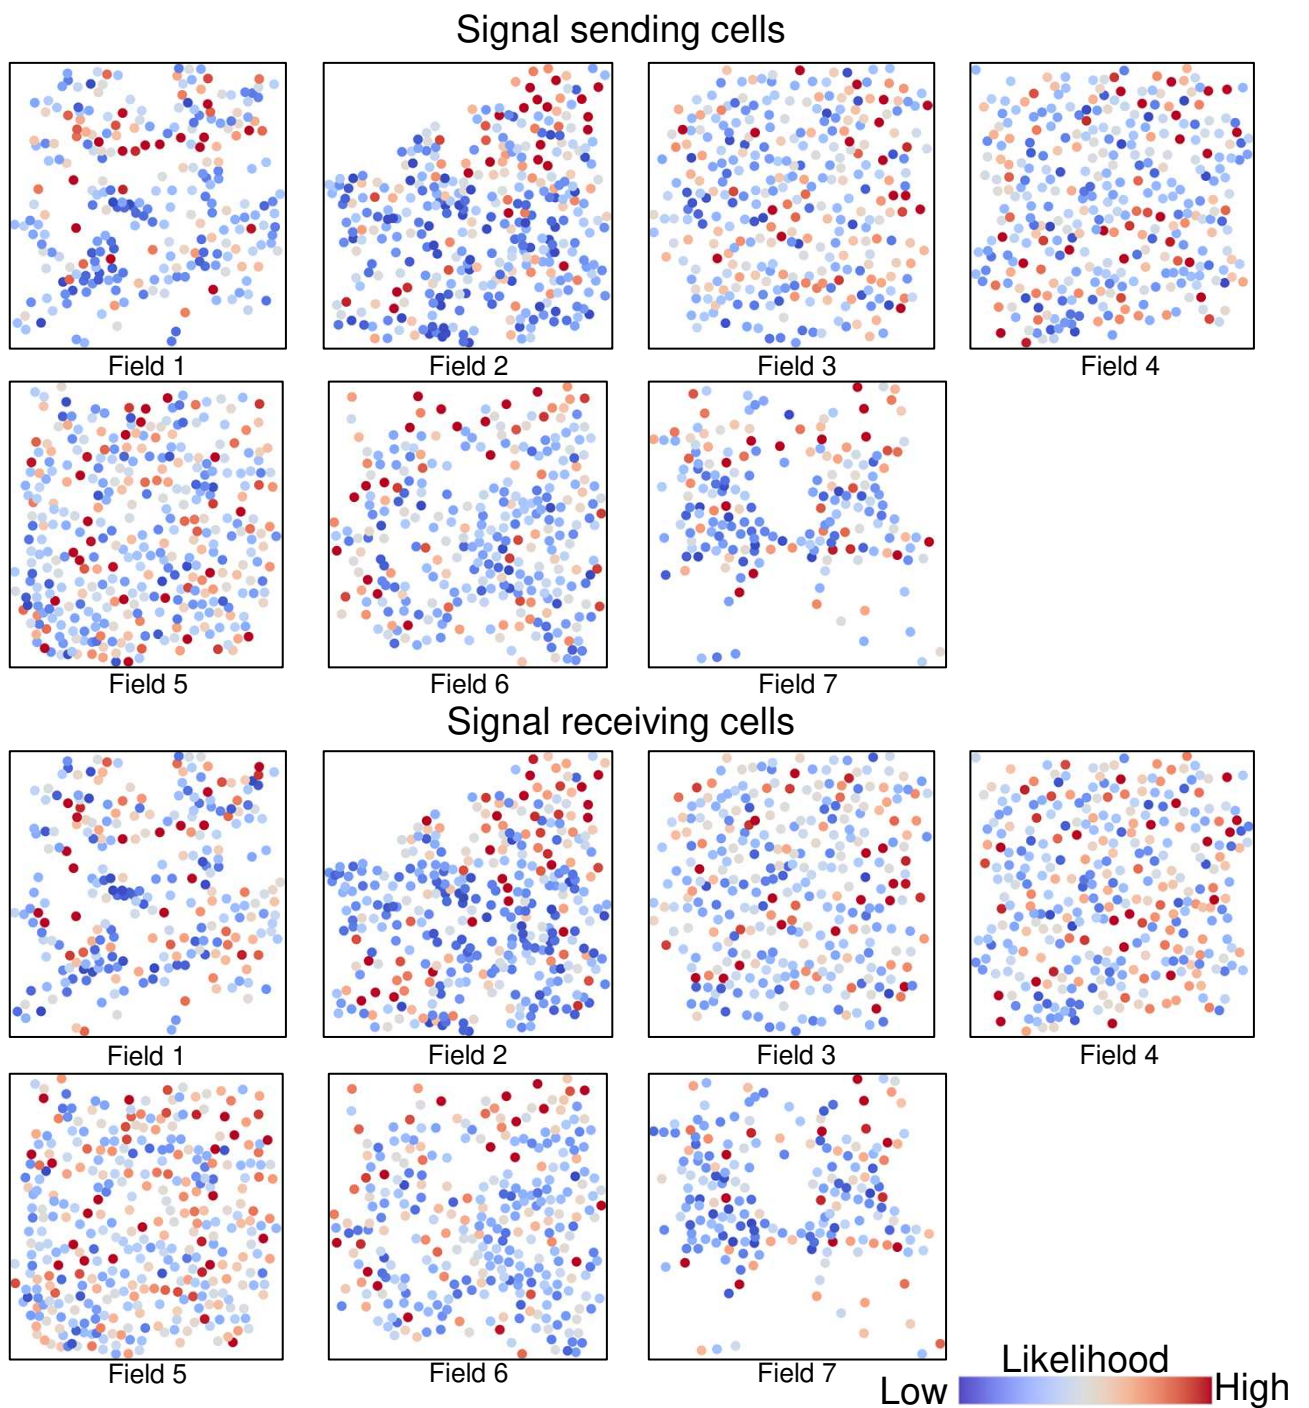 Signal sending cells
Field 1
Field 2
Field 3
Field 4
Field 5
Field 6
Field 7
Signal receiving cells
Field 1
Field 2
Field 3
Field 4
Field 5
Field 6
Field 7
Likelihood
Low High